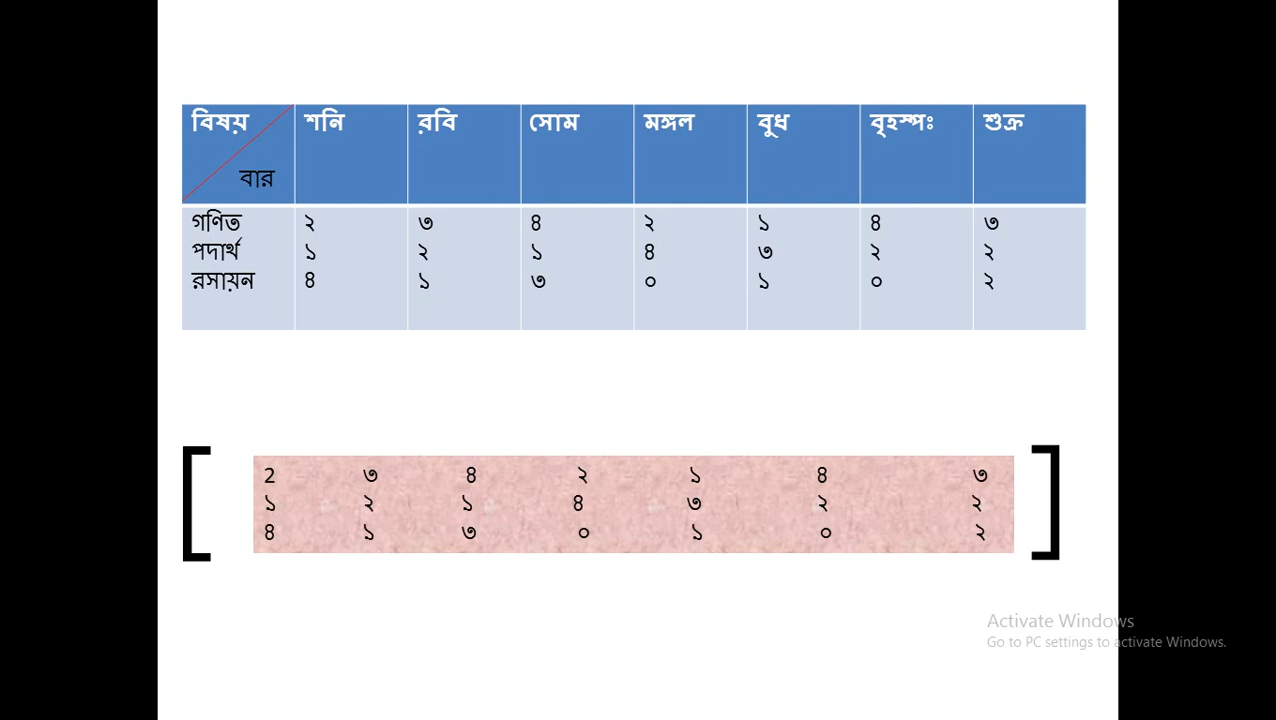 বিষয় শনি রবি সোম মঙ্গল বুধ বৃহস্পঃ শুক্র
বার
গণিত ২ ৩ ৪ ২ ১ ৪ ৩
পদার্থ ১ ২ ১ ৪ ৩ ২ ২
রসায়ন ৪ ১ ৩ ০ ১ ০ ২
2 ৩ ৪ ২ ১ ৪ ৩
১ ২ ১ ৪ ৩ ২ ২
৪ ১ ৩ ০ ১ ০ ২
Activate Windows
Go to PC settings to activate Windows.